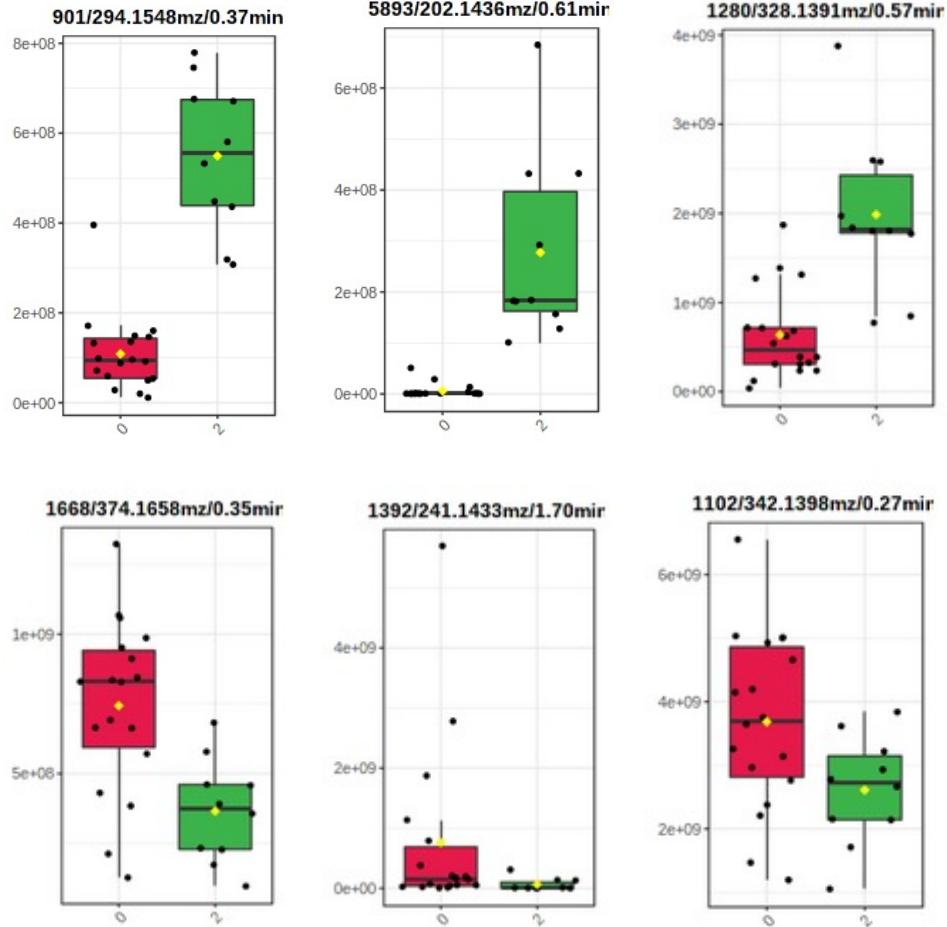 901/294.1548mz/0.37min
8e+08
6e+08
4e+08
2e+08
0e+00
0
2
5893/202.1436mz/0.61min
6e+08
4e+08
2e+08
0e+00
0
2
1280/328.1391mz/0.57min
4e+09
3e+09
2e+09
1e+09
0e+00
0
2
1668/374.1658mz/0.35min
1e+09
5e+08
0
2
1392/241.1433mz/1.70min
4e+09
2e+09
0e+00
0
2
1102/342.1398mz/0.27min
6e+09
4e+09
2e+09
0
2